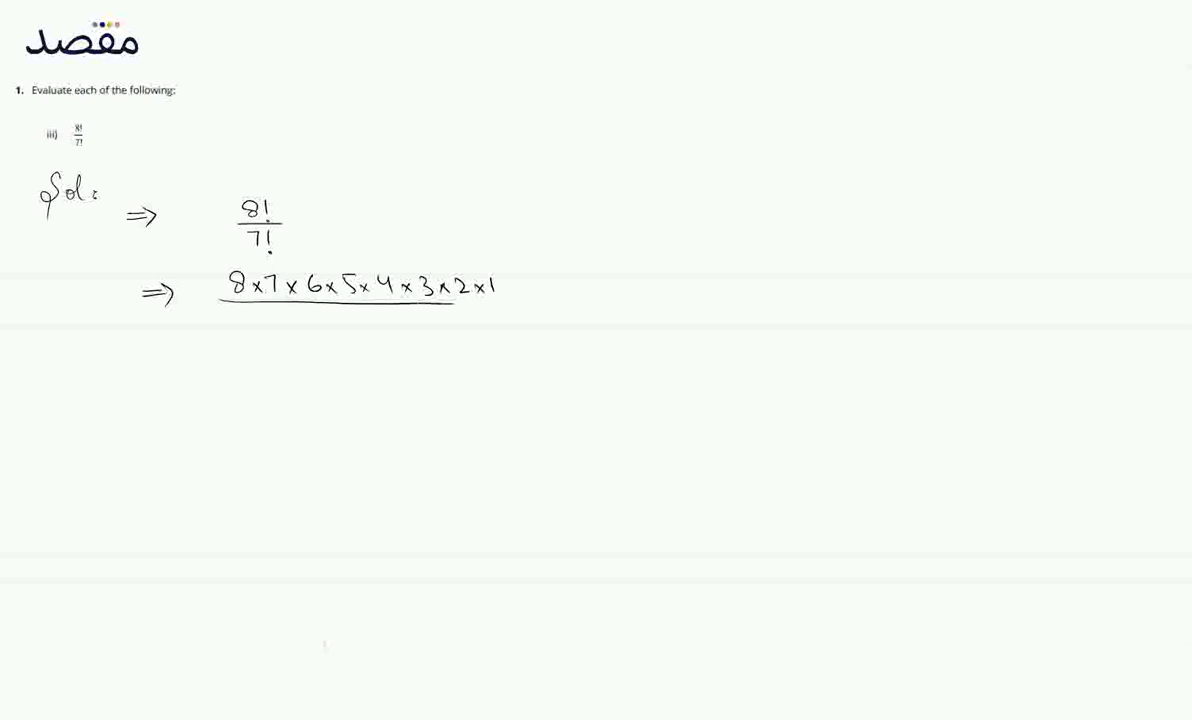 مقصد
1. Evaluate each of the following:
iii) 8!/7!
Sol:
⇒ 8!/7!
⇒ 8×7×6×5×4×3×2×1